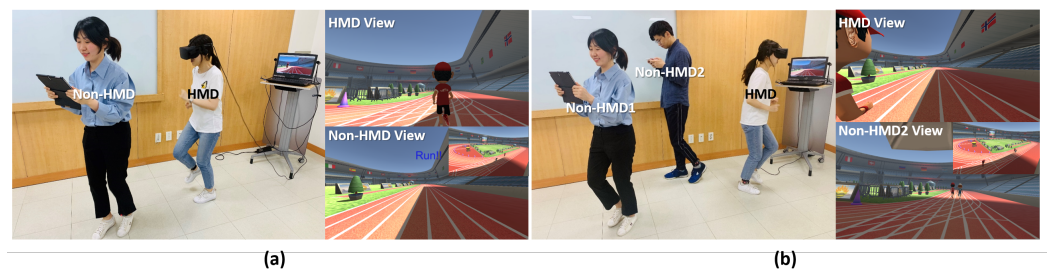 HMD View
Non-HMD
HMD
Non-HMD View
Run!!
(a)
HMD View
Non-HMD2
Non-HMD1
HMD
Non-HMD2 View
(b)